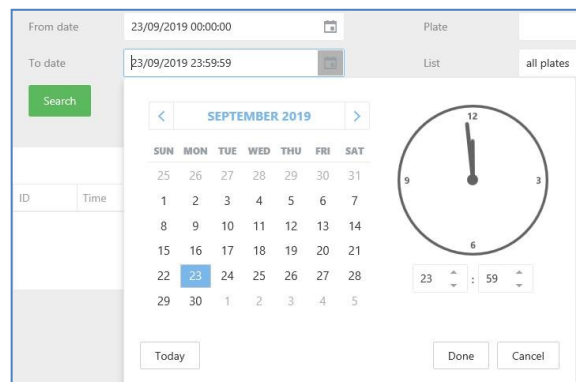 From date 23/09/2019 00:00:00 Plate
To date 23/09/2019 23:59:59 List all plates
Search
SEPTEMBER 2019
SUN MON TUE WED THU FRI SAT
25 26 27 28 29 30 31
1 2 3 4 5 6 7
8 9 10 11 12 13 14
15 16 17 18 19 20 21
22 23 24 25 26 27 28
29 30 1 2 3 4 5
12
9 3
6
23 : 59
ID Time
Today Done Cancel